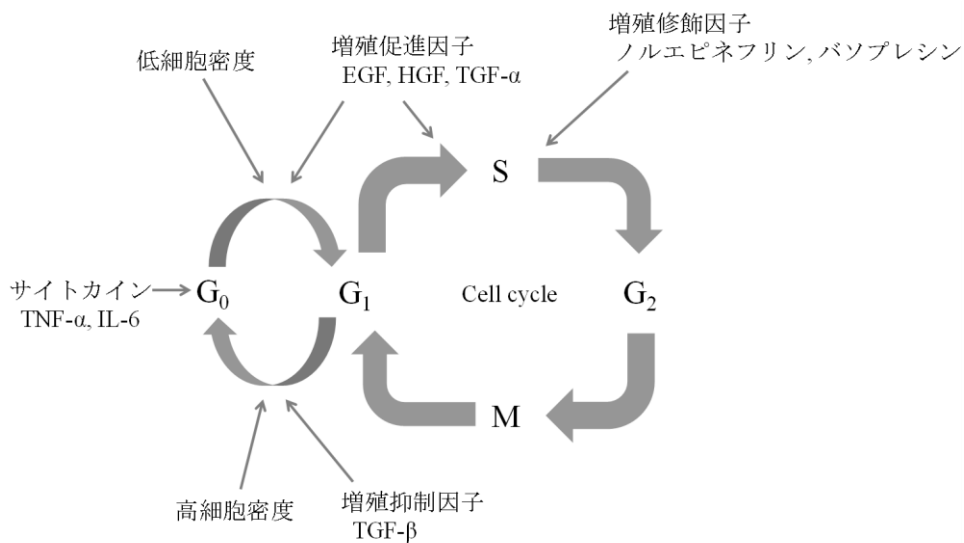 増殖修飾因子
ノルエピネフリン, バソプレシン
増殖促進因子
EGF, HGF, TGF-α
低細胞密度
S
サイトカイン
TNF-α, IL-6
G₀
G₁
Cell cycle
G₂
M
高細胞密度
増殖抑制因子
TGF-β